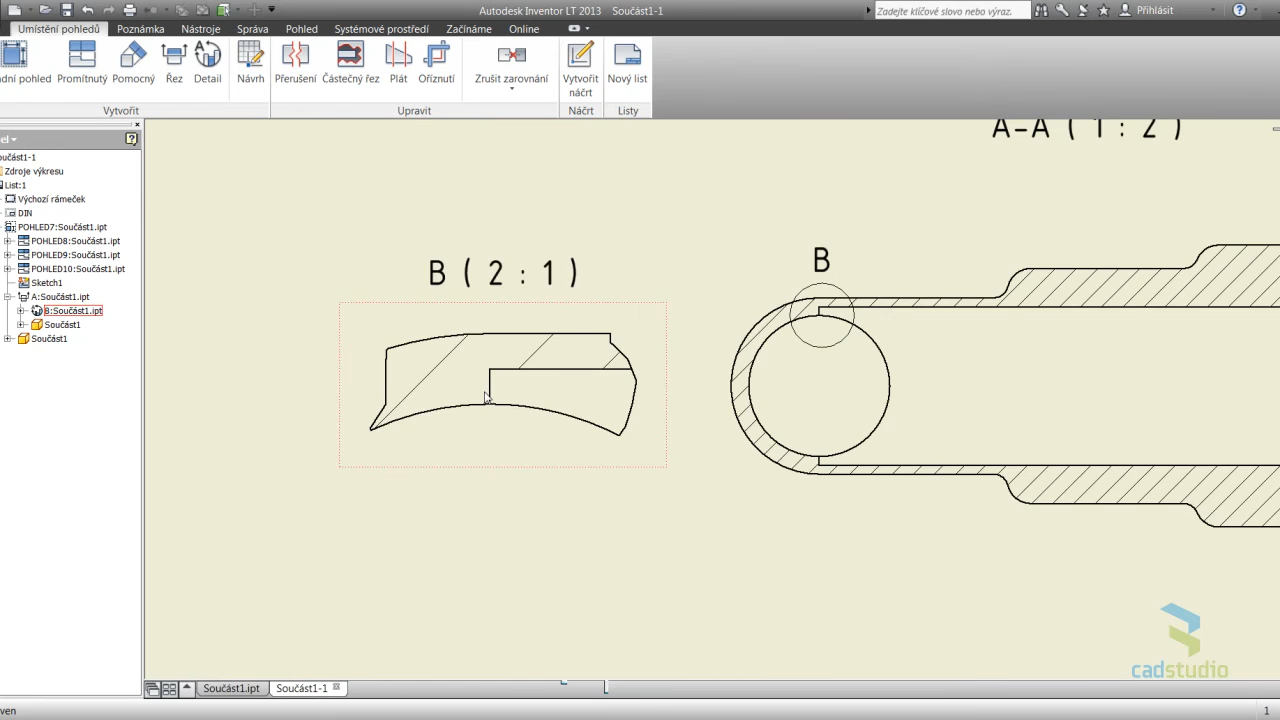 Autodesk Inventor LT 2013 Součást1-1
Zadejte klíčové slovo nebo výraz.
Přihlásit
Umístění pohledů Poznámka Nástroje Správa Pohled Systémové prostředí Začínáme Online
dní pohled Promítnutý Pomocný Řez Detail Návrh Přerušení Částečný řez Plát Oříznutí Zrušit zarovnání Vytvořit náčrt Nový list
Vytvořit Upravit Náčrt Listy
el
oučást1-1
Zdroje výkresu
List:1
Výchozí rámeček
DIN
POHLED7:Součást1.ipt
POHLED8:Součást1.ipt
POHLED9:Součást1.ipt
POHLED10:Součást1.ipt
Sketch1
A:Součást1.ipt
B:Součást1.ipt
Součást1
Součást1
A-A ( 1 : 2 )
B ( 2 : 1 )
B
cadstudio
Součást1.ipt Součást1-1
ven
1